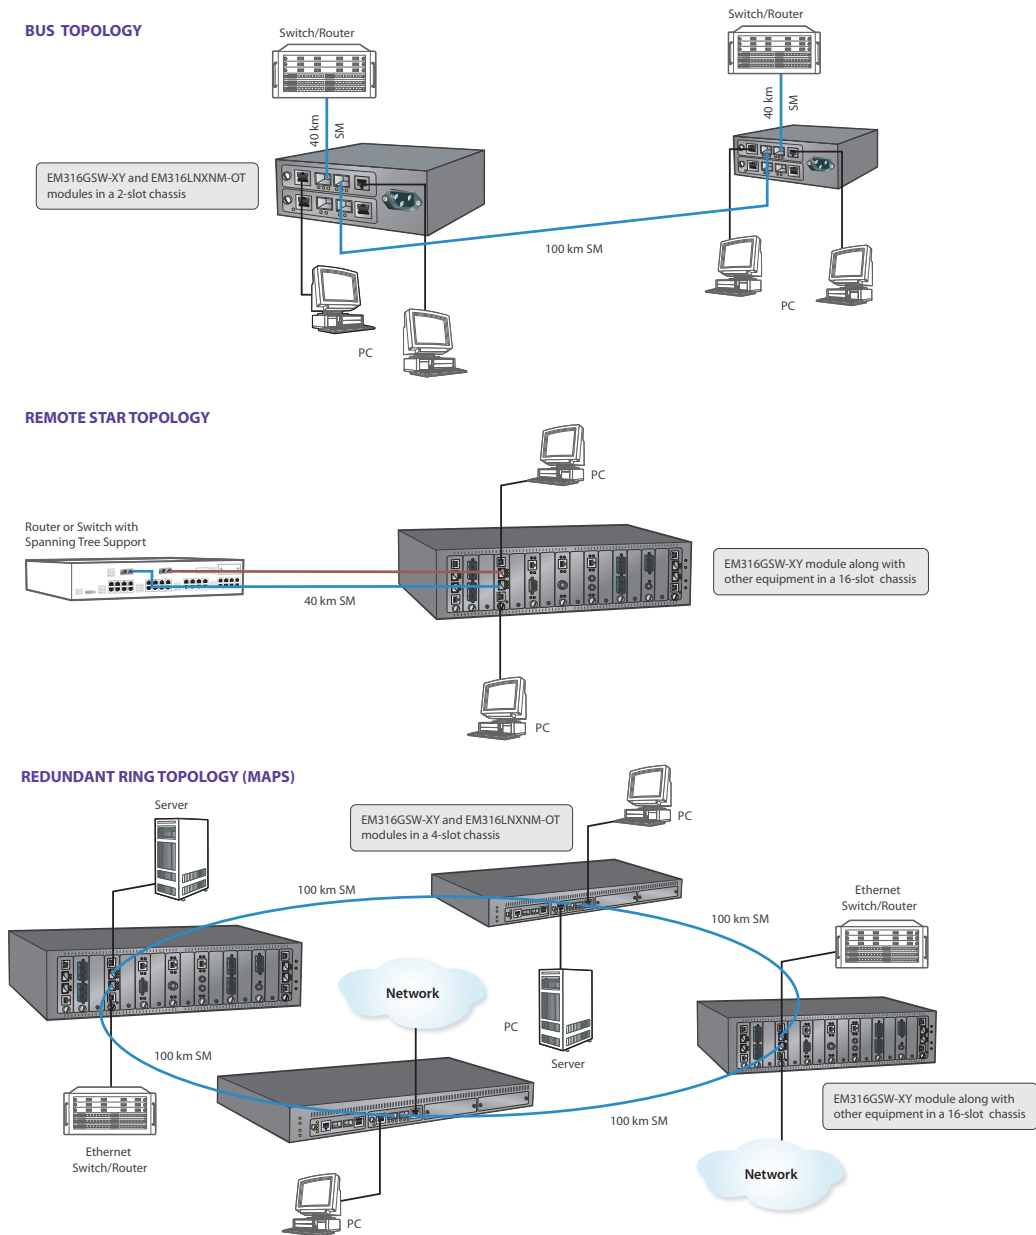 BUS TOPOLOGY
Switch/Router
Switch/Router
40 km
SM
40 km
SM
EM316GSW-XY and EM316LNXNM-OT
modules in a 2-slot chassis
100 km SM
PC
PC
REMOTE STAR TOPOLOGY
PC
Router or Switch with
Spanning Tree Support
40 km SM
EM316GSW-XY module along with
other equipment in a 16-slot chassis
PC
REDUNDANT RING TOPOLOGY (MAPS)
Server
EM316GSW-XY and EM316LNXNM-OT
modules in a 4-slot chassis
PC
100 km SM
Ethernet
Switch/Router
100 km SM
Network
PC
Server
100 km SM
EM316GSW-XY module along with
other equipment in a 16-slot chassis
100 km SM
Ethernet
Switch/Router
Network
PC